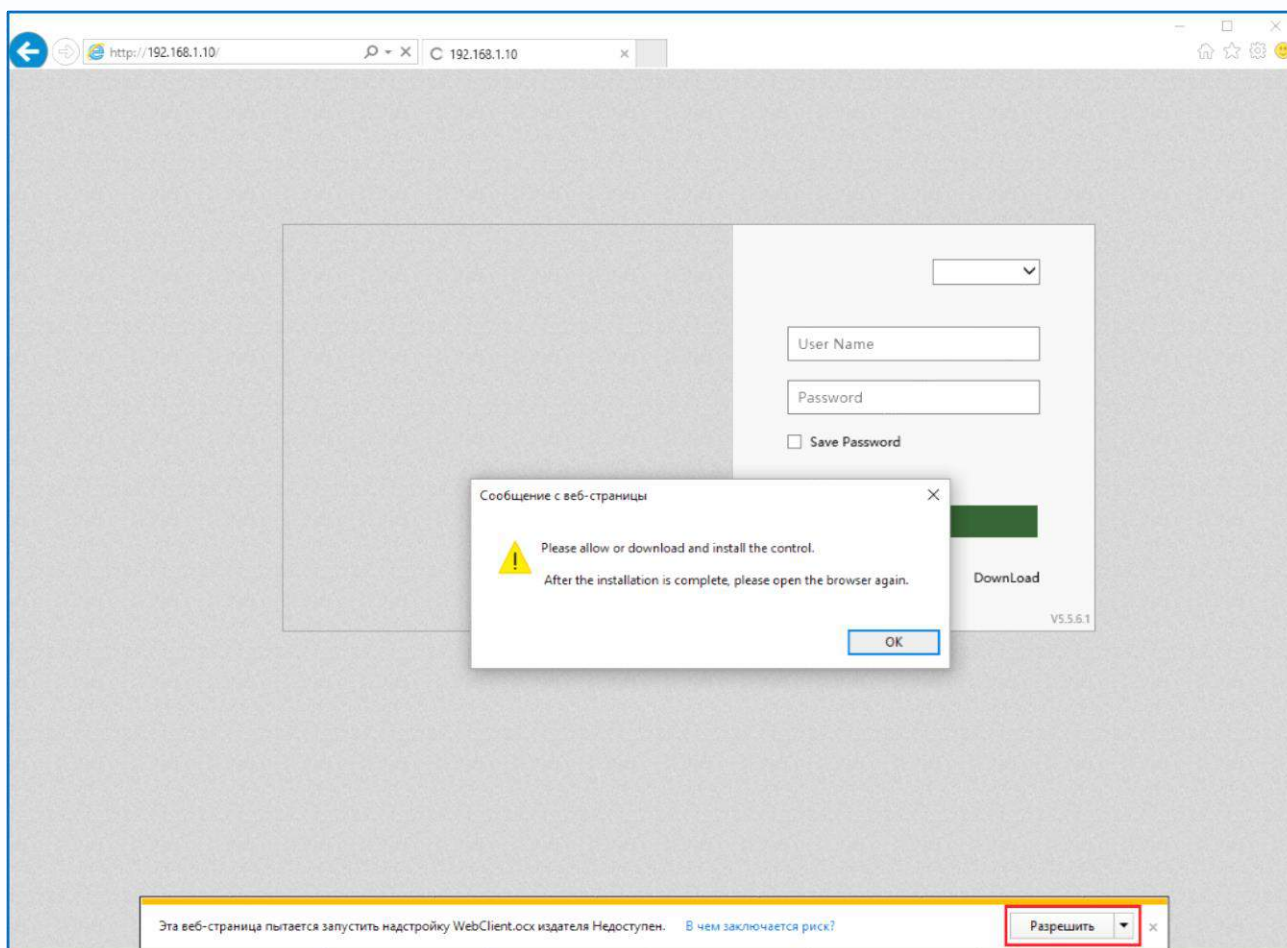 http://192.168.1.10/
192.168.1.10
User Name
Password
Save Password
Сообщение с веб-страницы
Please allow or download and install the control.
After the installation is complete, please open the browser again.
DownLoad
V5.5.6.1
OK
Эта веб-страница пытается запустить надстройку WebClient.ocx издателя Недоступен. В чем заключается риск? Разрешить